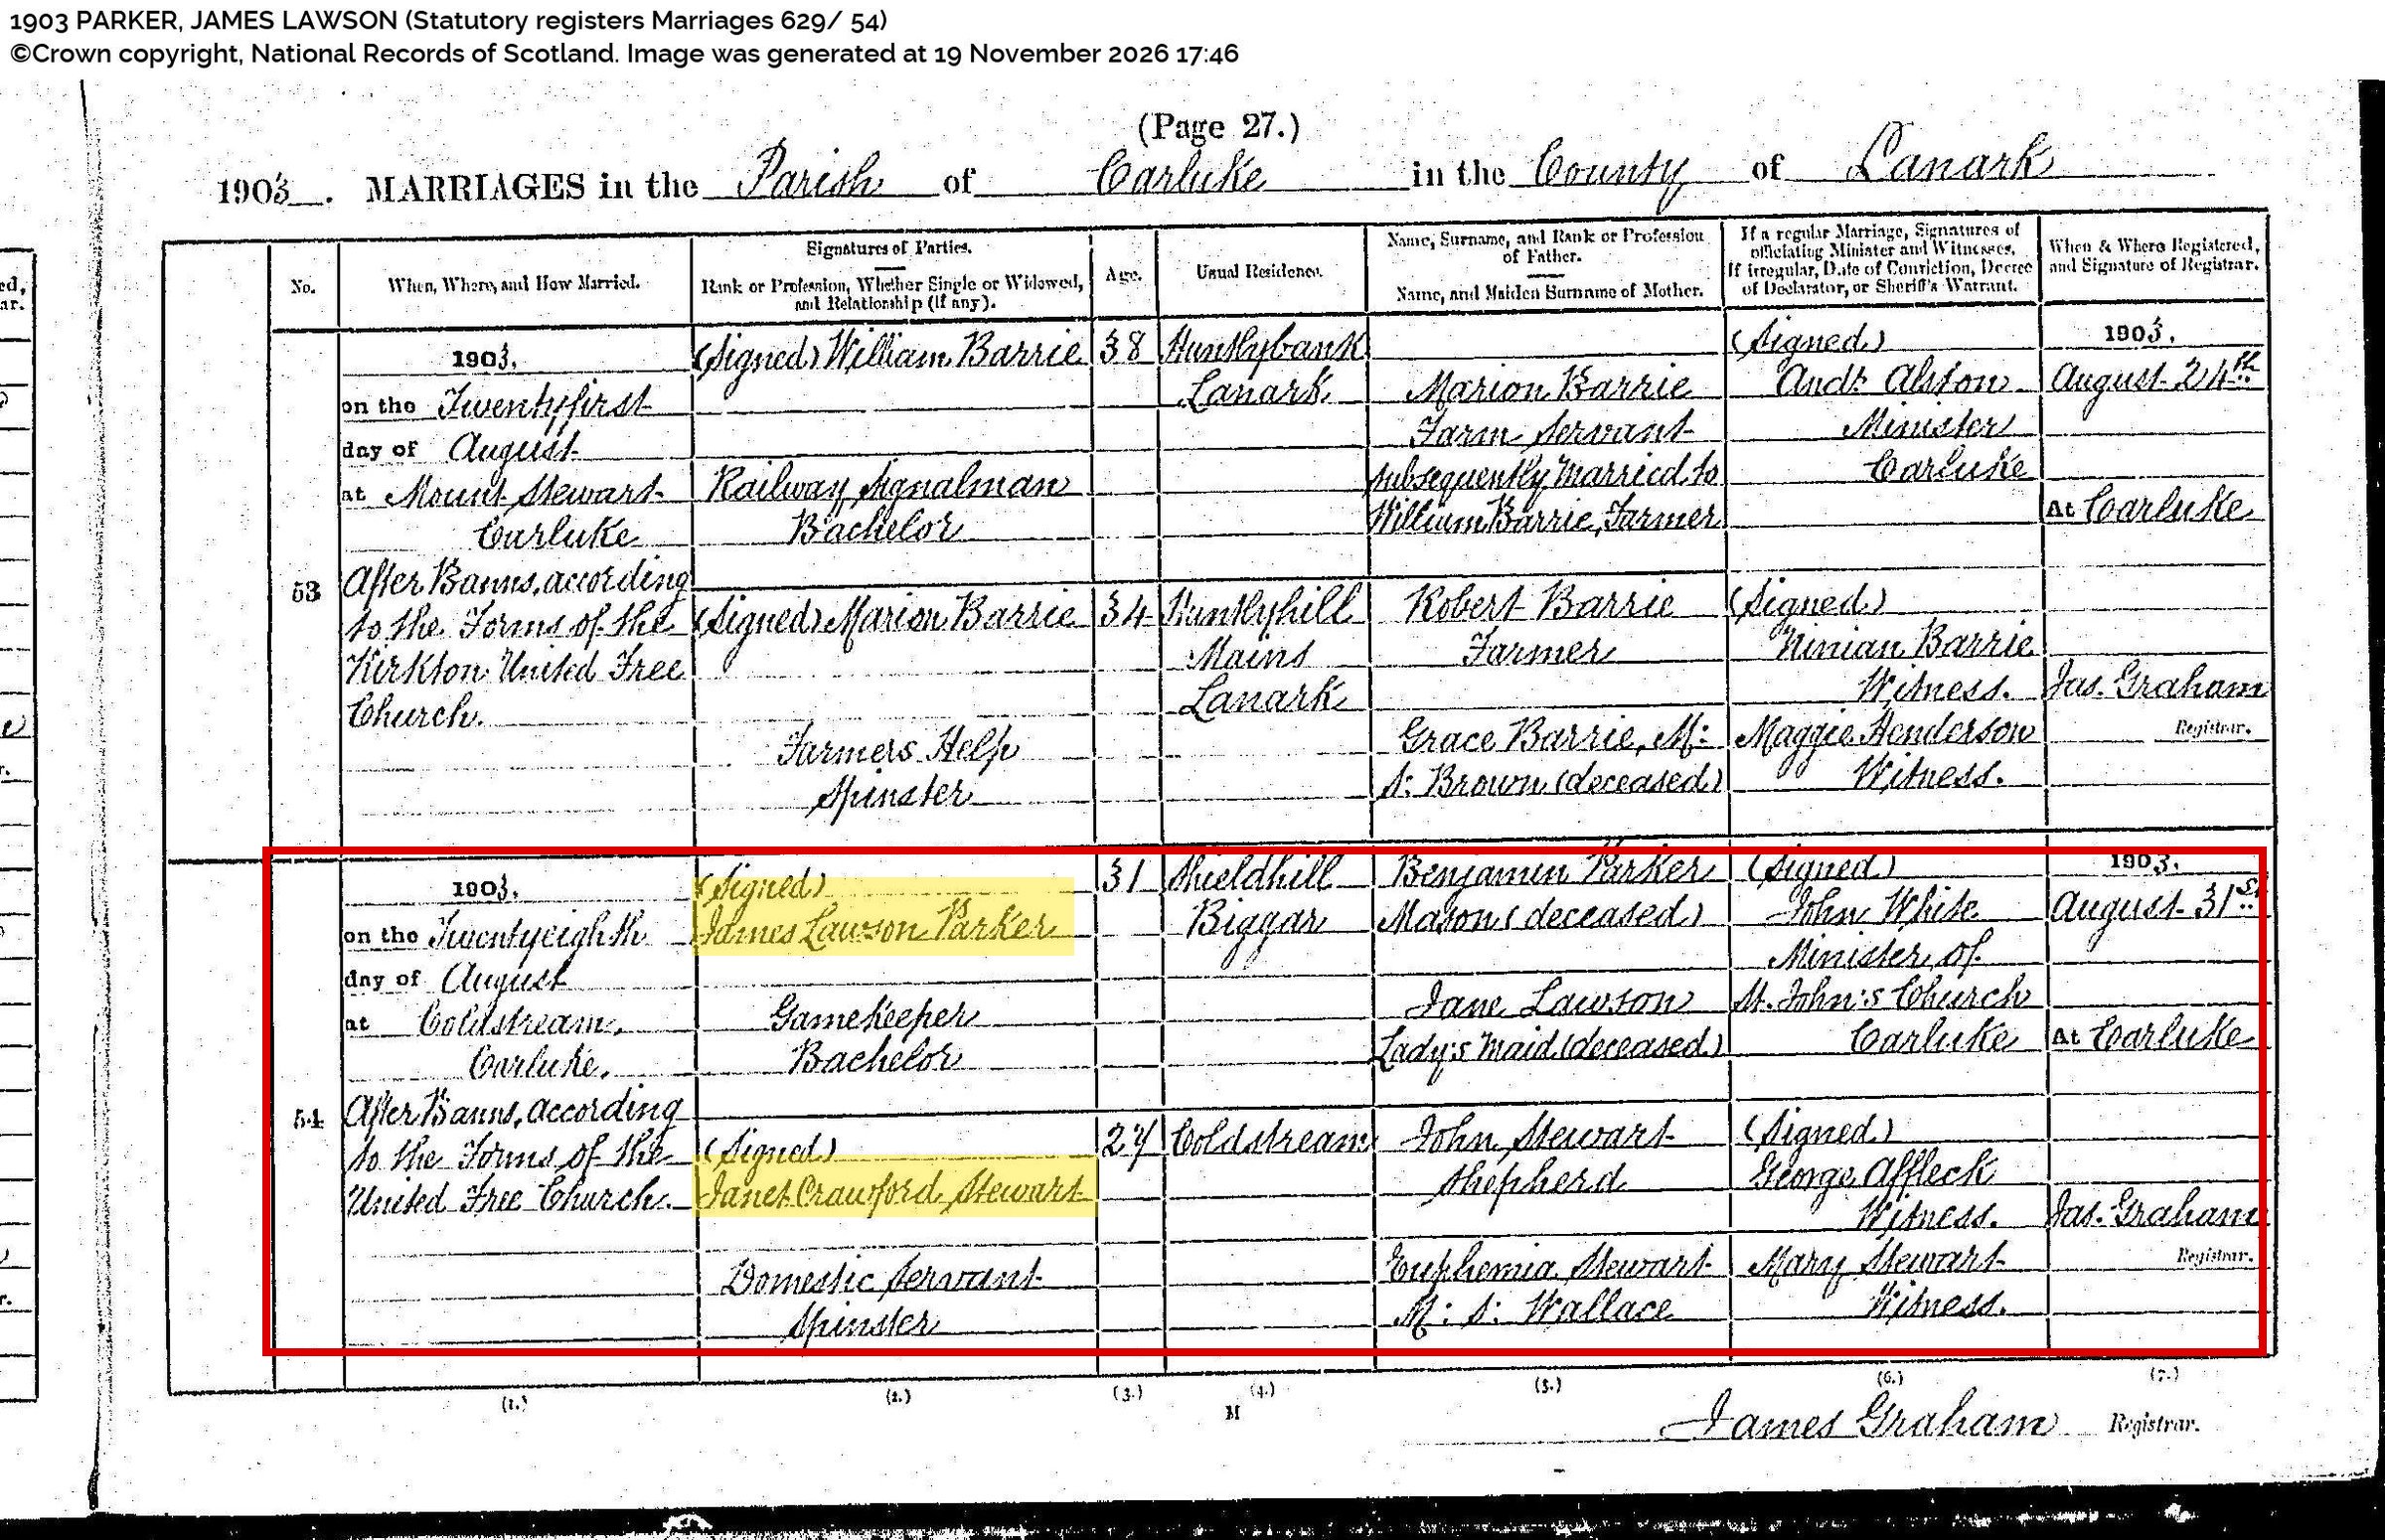 1903 PARKER, JAMES LAWSON (Statutory registers Marriages 629/ 54)
©Crown copyright, National Records of Scotland. Image was generated at 19 November 2026 17:46
(Page 27.)
1903. MARRIAGES in the Parish of Carluke in the County of Lanark
No.
When, Where, and How Married.
Signatures of Parties.
Rank or Profession, Whether Single or Widowed,
and Relationship (if any).
Age.
Usual Residence.
Name, Surname, and Rank or Profession
of Father.
Name, and Maiden Surname of Mother.
If a regular Marriage, Signatures of
officiating Minister and Witnesses.
If irregular, Date of Conviction, Decree
of Declarator, or Sheriff's Warrant.
When & Where Registered,
and Signature of Registrar.
53
1903.
on the Twentyfirst
day of August
at Mount Stewart
Carluke
After Banns, according
to the Forms of the
Kirkton United Free
Church.
(Signed) William Barrie
Railway Signalman
Bachelor
(Signed) Marion Barrie
Farmers Help
Spinster
38
34
Huntlybank
Lanark
Huntlyhill
Mains
Lanark
Marion Barrie
Farm Servant
subsequently Married to
William Barrie, Farmer
Robert Barrie
Farmer
Grace Barrie, M:
S: Brown (deceased)
(Signed)
Andw. Alston
Minister
Carluke
(Signed)
Ninian Barrie
Witness.
Maggie Henderson
Witness.
1903.
August 24th
At Carluke
Jas. Graham
Registrar.
54
1903.
on the Twentyeighth
day of August
at Coldstream,
Carluke.
After Banns, according
to the Forms of the
United Free Church.
(Signed)
James Lawson Parker
Gamekeeper
Bachelor
(Signed)
Janet Crawford Stewart
Domestic Servant
Spinster
31
27
Shieldhill
Biggar
Coldstream
Benjamin Parker
Mason (deceased)
Jane Lawson
Lady's Maid (deceased)
John Stewart
Shepherd
Euphemia Stewart
M: S: Wallace
(Signed)
John White
Minister of
St. John's Church
Carluke
(Signed)
George Affleck
Witness.
Mary Stewart
Witness.
1903.
August 31st
At Carluke
Jas. Graham
Registrar.
(1.) (2.) (3.) (4.) (5.) (6.) (7.)
M
James Graham Registrar.